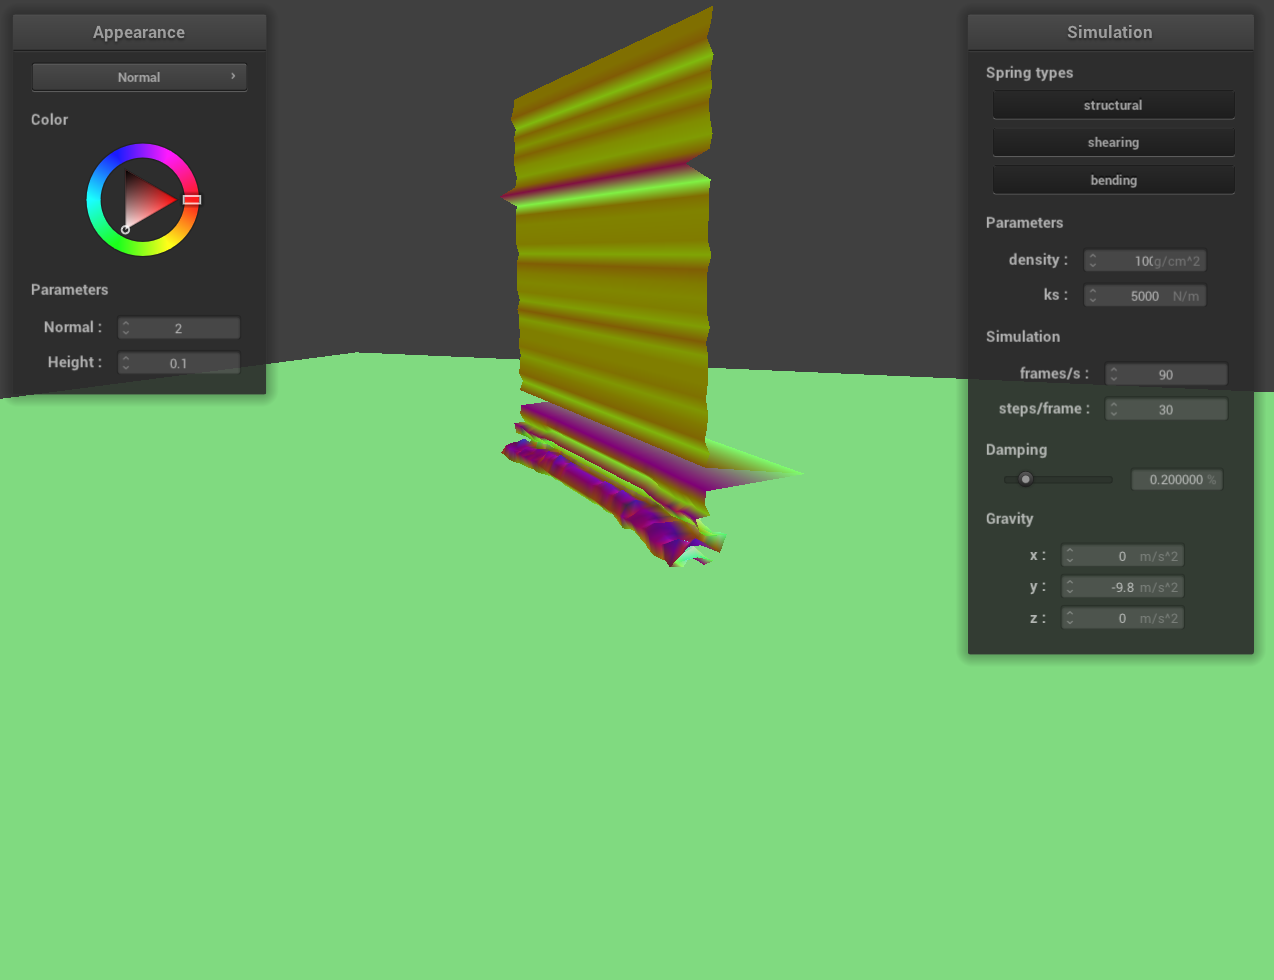 Appearance
Normal
Color
Parameters
Normal : 2
Height : 0.1
Simulation
Spring types
structural
shearing
bending
Parameters
density : 100 g/cm^2
ks : 5000 N/m
Simulation
frames/s : 90
steps/frame : 30
Damping
0.200000 %
Gravity
x : 0 m/s^2
y : -9.8 m/s^2
z : 0 m/s^2